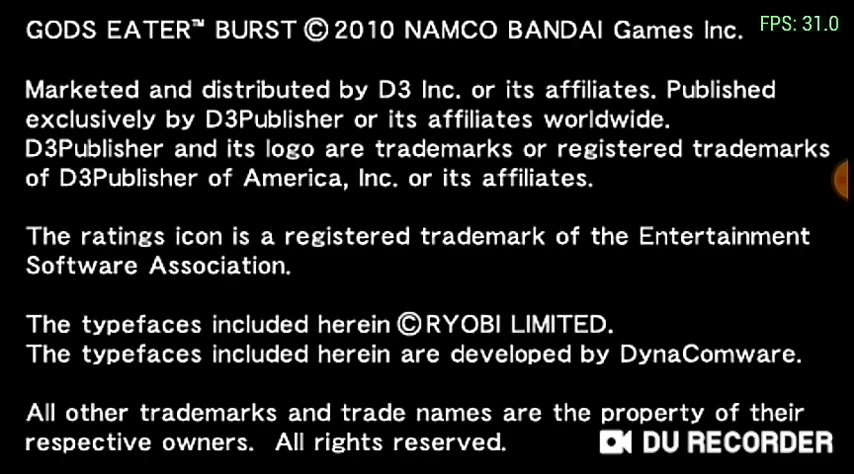 GODS EATER™ BURST © 2010 NAMCO BANDAI Games Inc.
FPS: 31.0
Marketed and distributed by D3 Inc. or its affiliates. Published
exclusively by D3Publisher or its affiliates worldwide.
D3Publisher and its logo are trademarks or registered trademarks
of D3Publisher of America, Inc. or its affiliates.
The ratings icon is a registered trademark of the Entertainment
Software Association.
The typefaces included herein © RYOBI LIMITED.
The typefaces included herein are developed by DynaComware.
All other trademarks and trade names are the property of their
respective owners. All rights reserved.
DU RECORDER